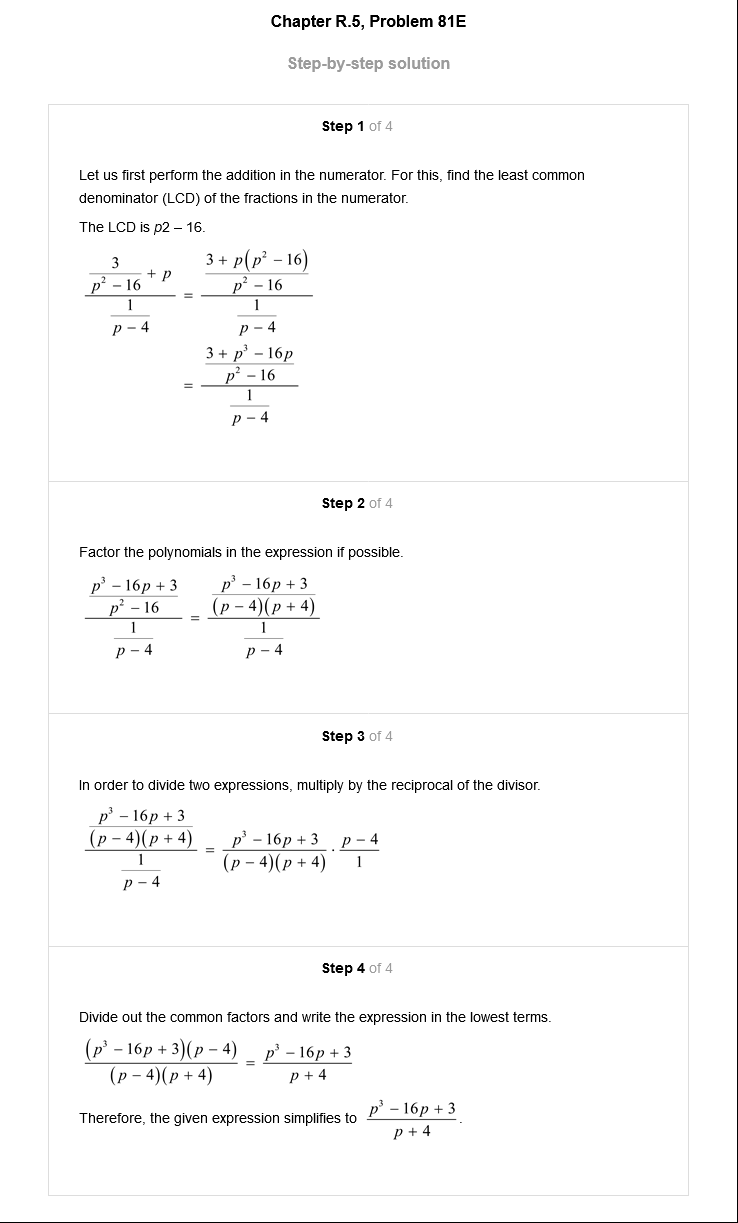 Chapter R.5, Problem 81E
Step-by-step solution
Step 1 of 4
Let us first perform the addition in the numerator. For this, find the least common
denominator (LCD) of the fractions in the numerator.
The LCD is p2 – 16.
\frac{\frac{3}{p^2 - 16} + p}{\frac{1}{p - 4}} = \frac{\frac{3 + p(p^2 - 16)}{p^2 - 16}}{\frac{1}{p - 4}}
= \frac{\frac{3 + p^3 - 16p}{p^2 - 16}}{\frac{1}{p - 4}}
Step 2 of 4
Factor the polynomials in the expression if possible.
\frac{\frac{p^3 - 16p + 3}{p^2 - 16}}{\frac{1}{p - 4}} = \frac{\frac{p^3 - 16p + 3}{(p - 4)(p + 4)}}{\frac{1}{p - 4}}
Step 3 of 4
In order to divide two expressions, multiply by the reciprocal of the divisor.
\frac{\frac{p^3 - 16p + 3}{(p - 4)(p + 4)}}{\frac{1}{p - 4}} = \frac{p^3 - 16p + 3}{(p - 4)(p + 4)} \cdot \frac{p - 4}{1}
Step 4 of 4
Divide out the common factors and write the expression in the lowest terms.
\frac{(p^3 - 16p + 3)(p - 4)}{(p - 4)(p + 4)} = \frac{p^3 - 16p + 3}{p + 4}
Therefore, the given expression simplifies to \frac{p^3 - 16p + 3}{p + 4}.